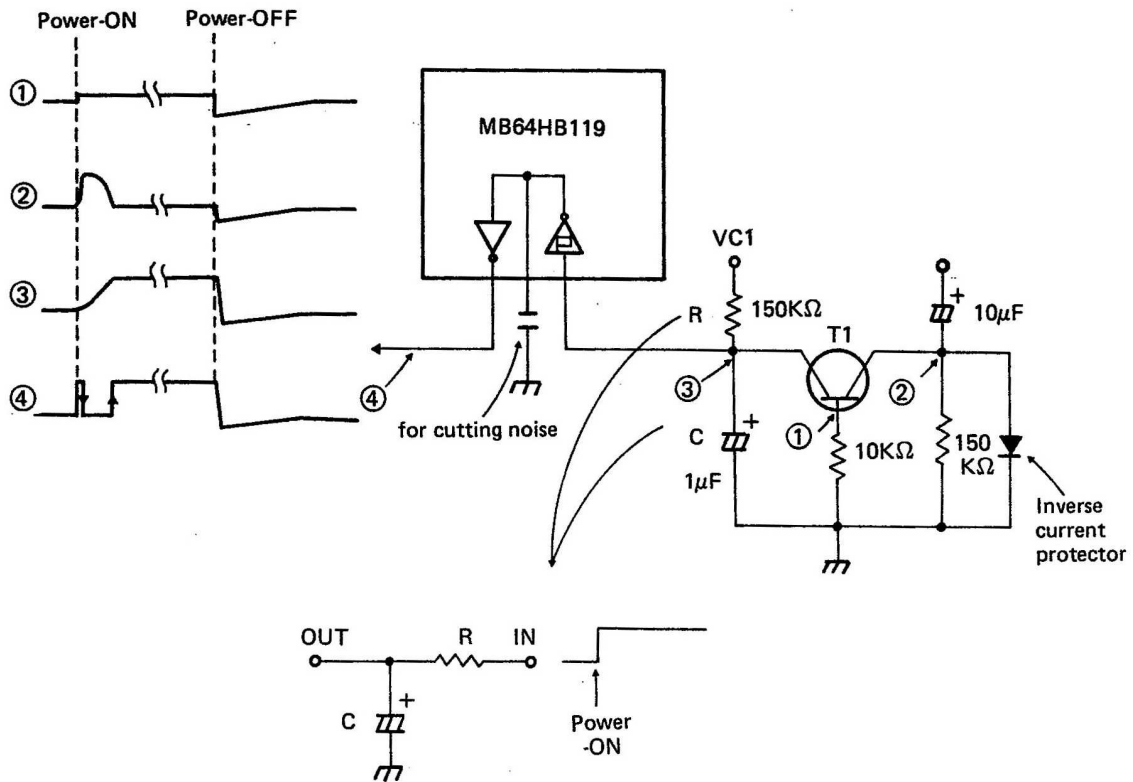 Power-ON
Power-OFF
①
②
③
④
MB64HB119
④
for cutting noise
VC1
R
150KΩ
③
C
+
1μF
T1
①
10KΩ
②
+
10μF
150
KΩ
Inverse
current
protector
OUT
R
IN
C
+
Power
-ON